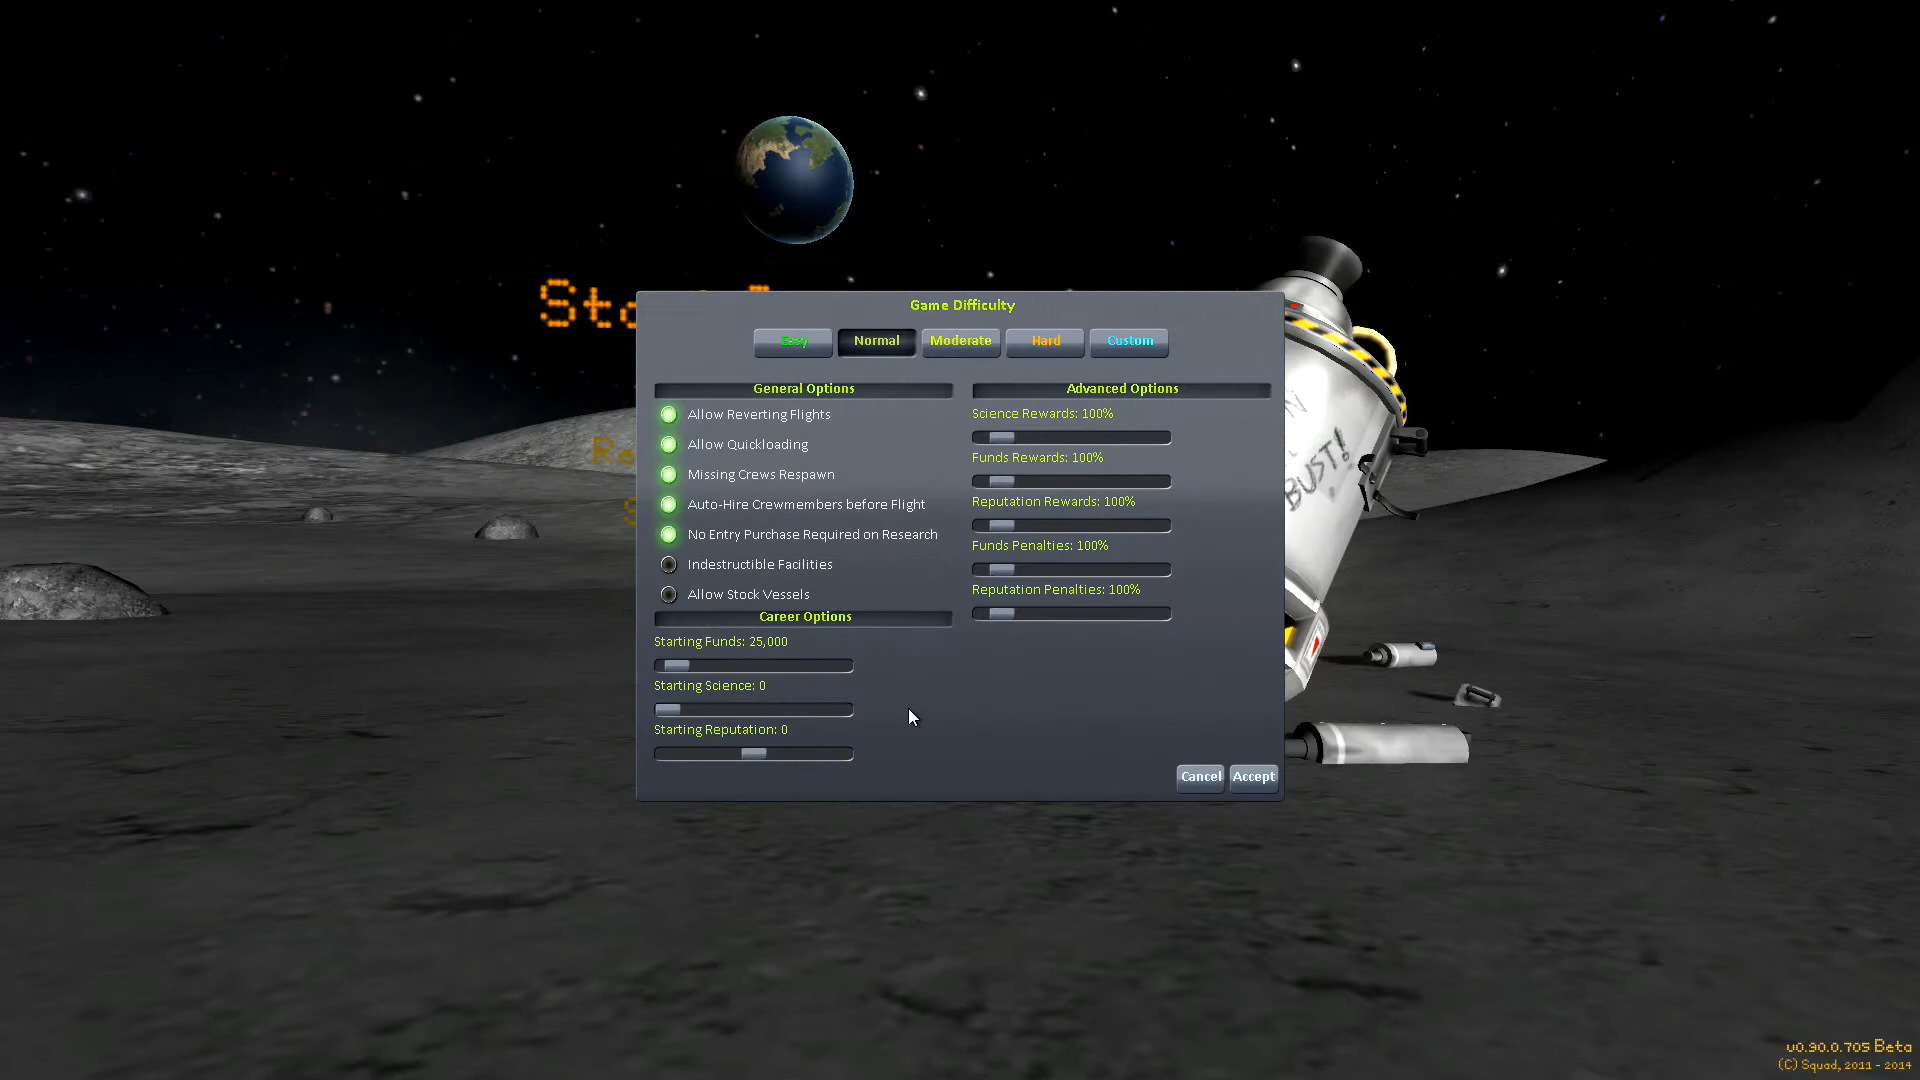 Game Difficulty
Easy Normal Moderate Hard Custom
General Options
Allow Reverting Flights
Allow Quickloading
Missing Crews Respawn
Auto-Hire Crewmembers before Flight
No Entry Purchase Required on Research
Indestructible Facilities
Allow Stock Vessels
Career Options
Starting Funds: 25,000
Starting Science: 0
Starting Reputation: 0
Advanced Options
Science Rewards: 100%
Funds Rewards: 100%
Reputation Rewards: 100%
Funds Penalties: 100%
Reputation Penalties: 100%
Cancel Accept
BUST!
v0.90.0.705 Beta
(C) Squad, 2011 - 2014